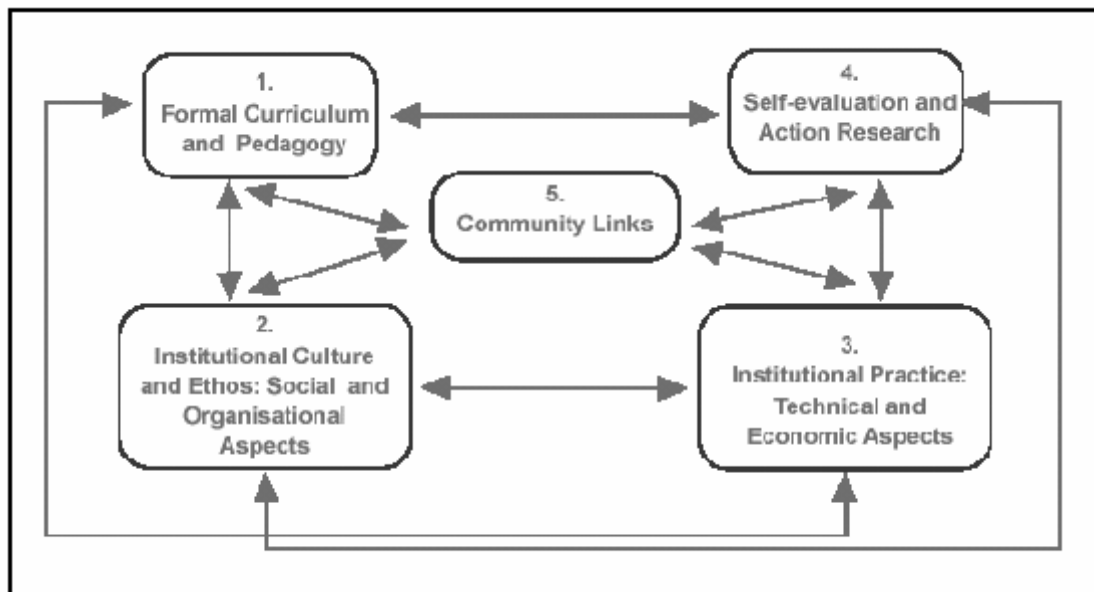 1.
Formal Curriculum
and Pedagogy
4.
Self-evaluation and
Action Research
5.
Community Links
2.
Institutional Culture
and Ethos: Social and
Organisational
Aspects
3.
Institutional Practice:
Technical and
Economic Aspects